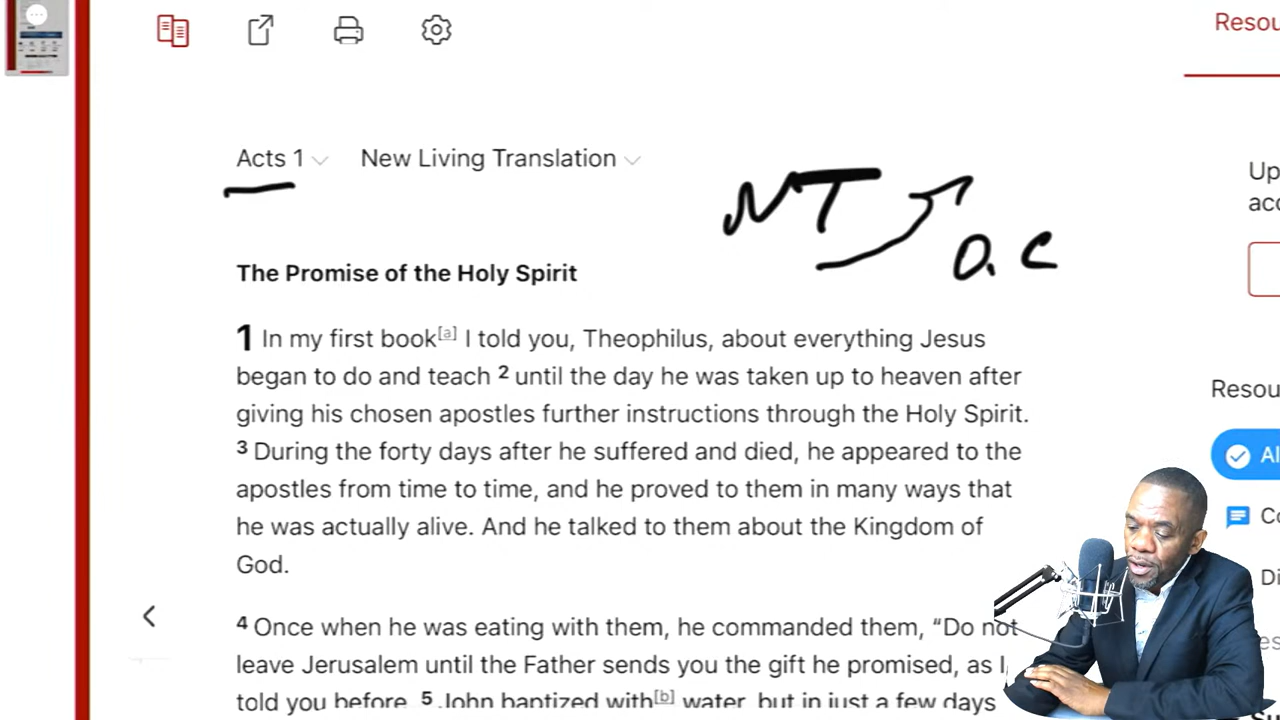 Resou
Acts 1 New Living Translation
NT
O. C
Up
acc
The Promise of the Holy Spirit
1 In my first book[a] I told you, Theophilus, about everything Jesus
began to do and teach 2 until the day he was taken up to heaven after
giving his chosen apostles further instructions through the Holy Spirit.
3 During the forty days after he suffered and died, he appeared to the
apostles from time to time, and he proved to them in many ways that
he was actually alive. And he talked to them about the Kingdom of
God.
Resou
Al
Co
Di
4 Once when he was eating with them, he commanded them, “Do not
leave Jerusalem until the Father sends you the gift he promised, as I
told you before. 5 John baptized with[b] water, but in just a few days